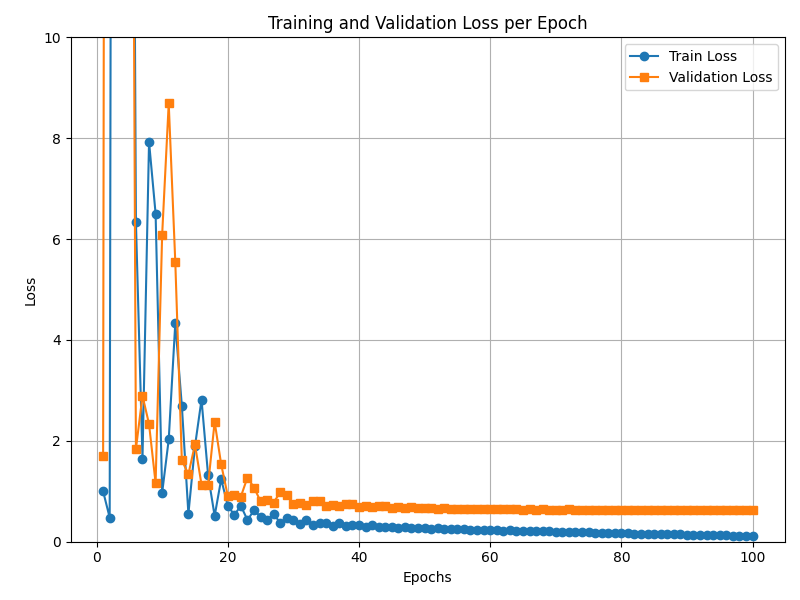 Training and Validation Loss per Epoch
Train Loss
Validation Loss
Loss
10
8
6
4
2
0
0 20 40 60 80 100
Epochs